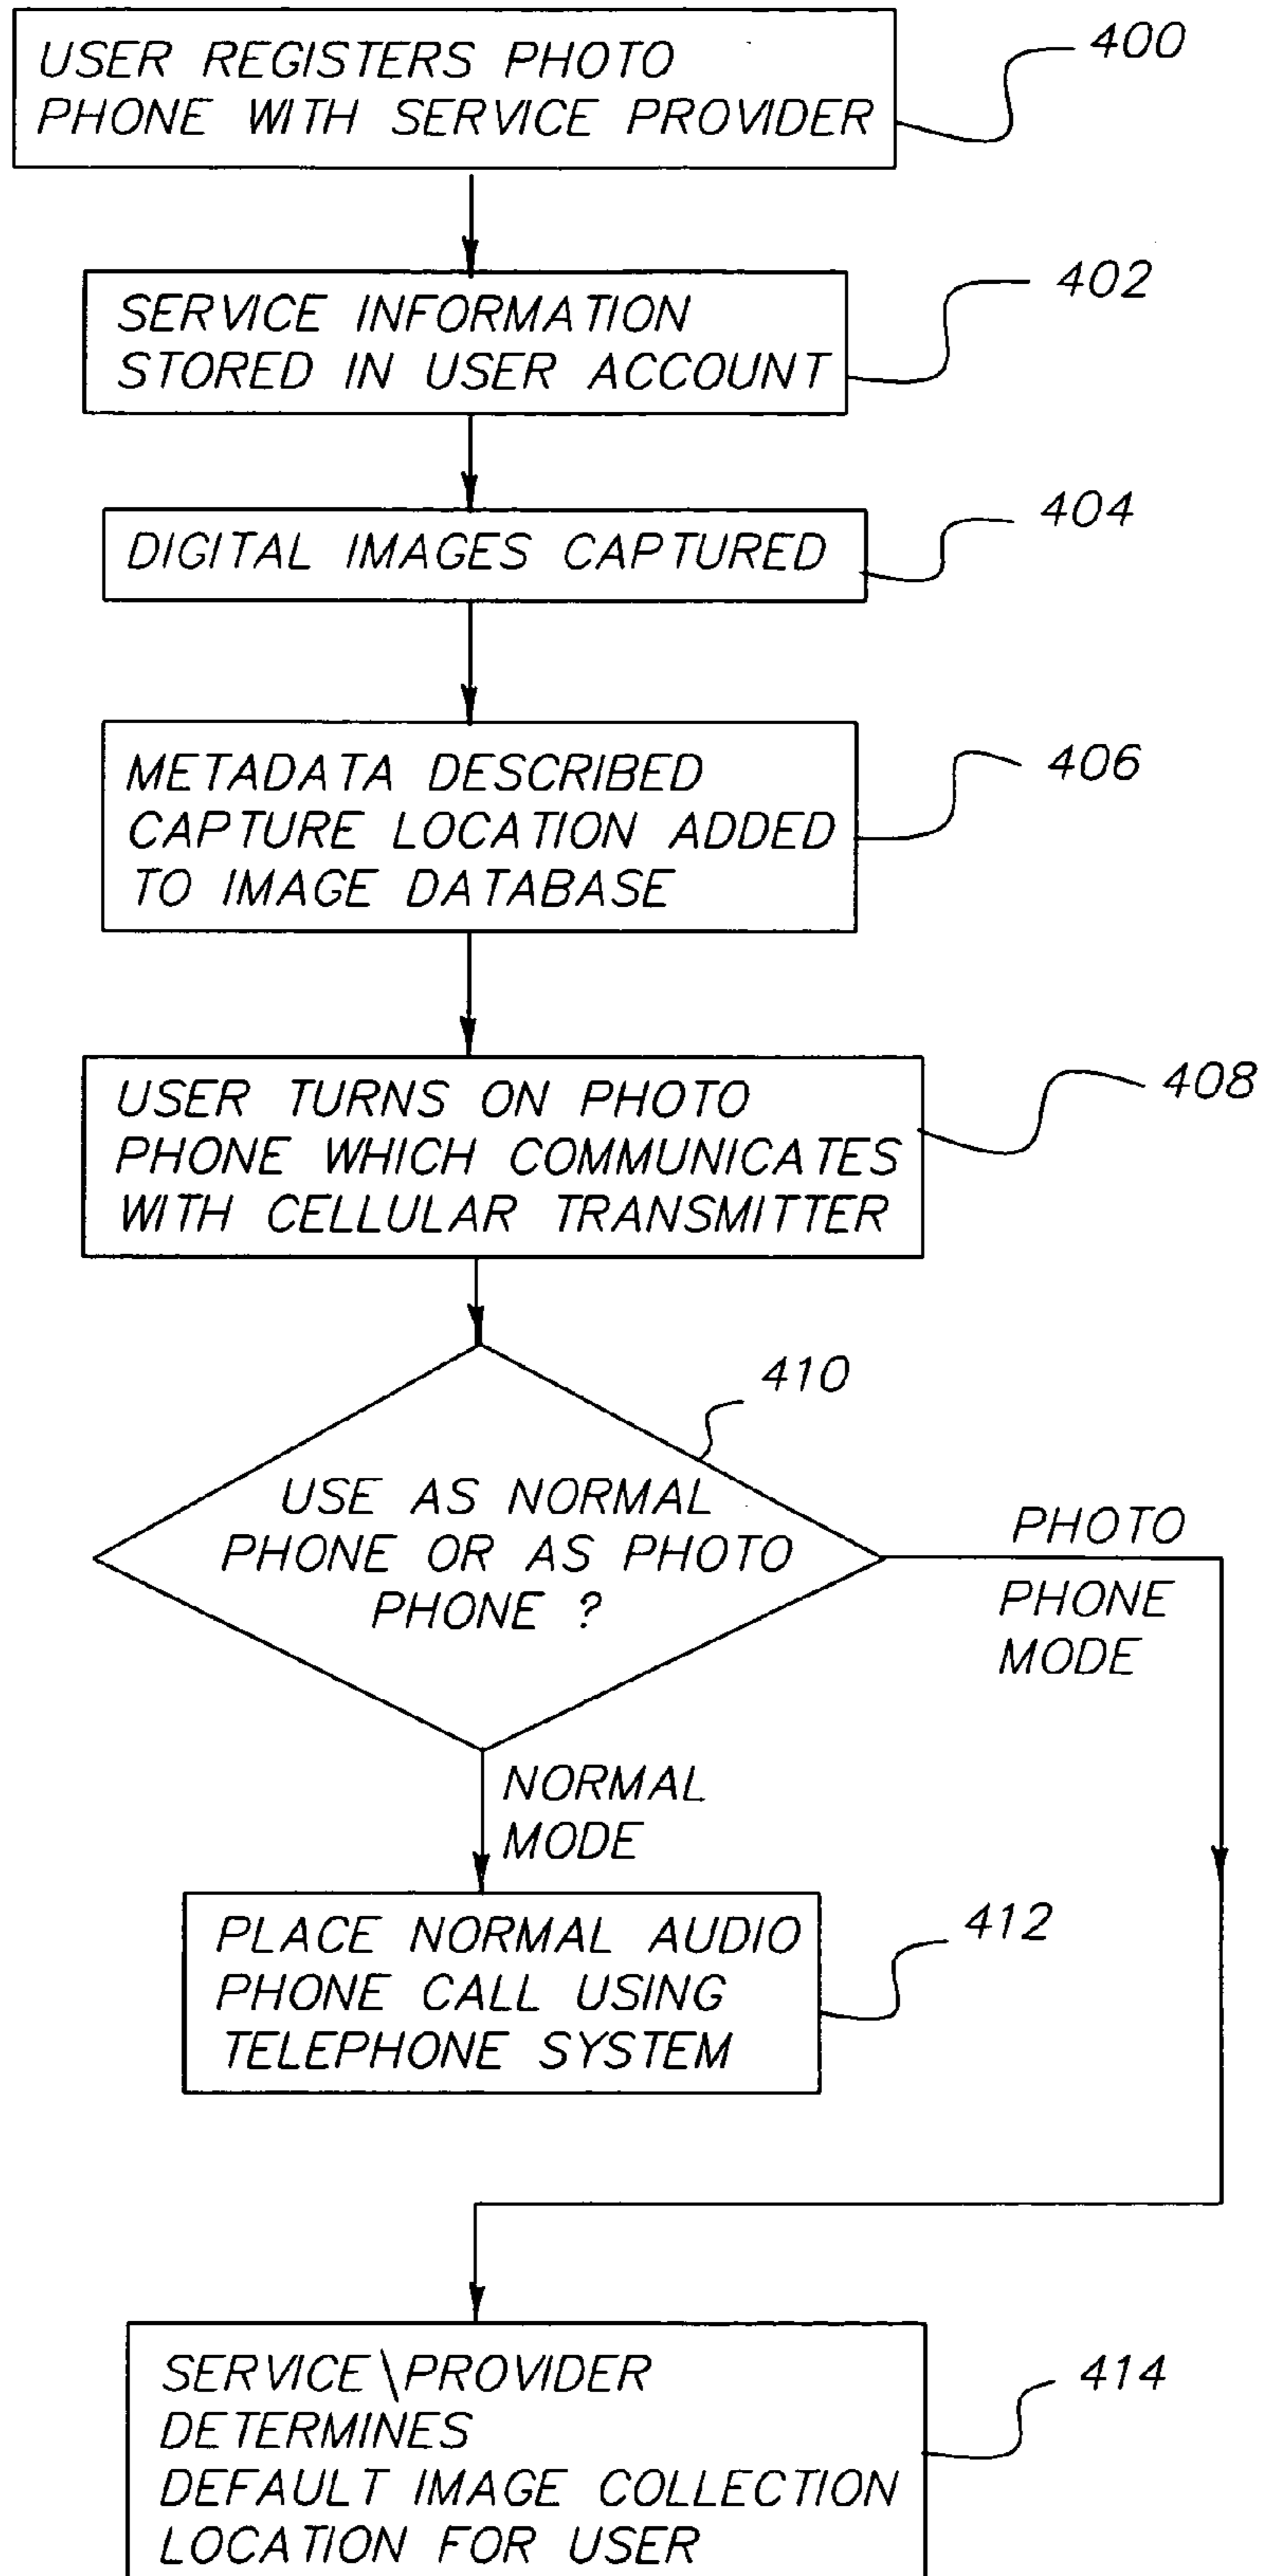 USER REGISTERS PHOTO
PHONE WITH SERVICE PROVIDER
400
SERVICE INFORMATION
STORED IN USER ACCOUNT
402
DIGITAL IMAGES CAPTURED
404
METADATA DESCRIBED
CAPTURE LOCATION ADDED
TO IMAGE DATABASE
406
USER TURNS ON PHOTO
PHONE WHICH COMMUNICATES
WITH CELLULAR TRANSMITTER
408
410
USE AS NORMAL
PHONE OR AS PHOTO
PHONE ?
PHOTO
PHONE
MODE
NORMAL
MODE
PLACE NORMAL AUDIO
PHONE CALL USING
TELEPHONE SYSTEM
412
SERVICE\PROVIDER
DETERMINES
DEFAULT IMAGE COLLECTION
LOCATION FOR USER
414